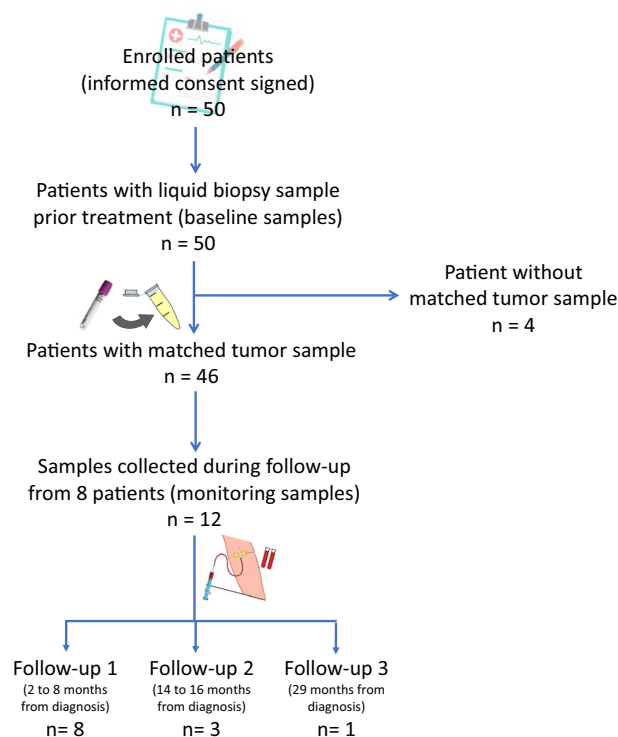 Enrolled patients
(informed consent signed)
n = 50
Patients with liquid biopsy sample
prior treatment (baseline samples)
n = 50
Patient without
matched tumor sample
n = 4
Patients with matched tumor sample
n = 46
Samples collected during follow-up
from 8 patients (monitoring samples)
n = 12
Follow-up 1
(2 to 8 months
from diagnosis)
n= 8
Follow-up 2
(14 to 16 months
from diagnosis)
n= 3
Follow-up 3
(29 months from
diagnosis)
n= 1